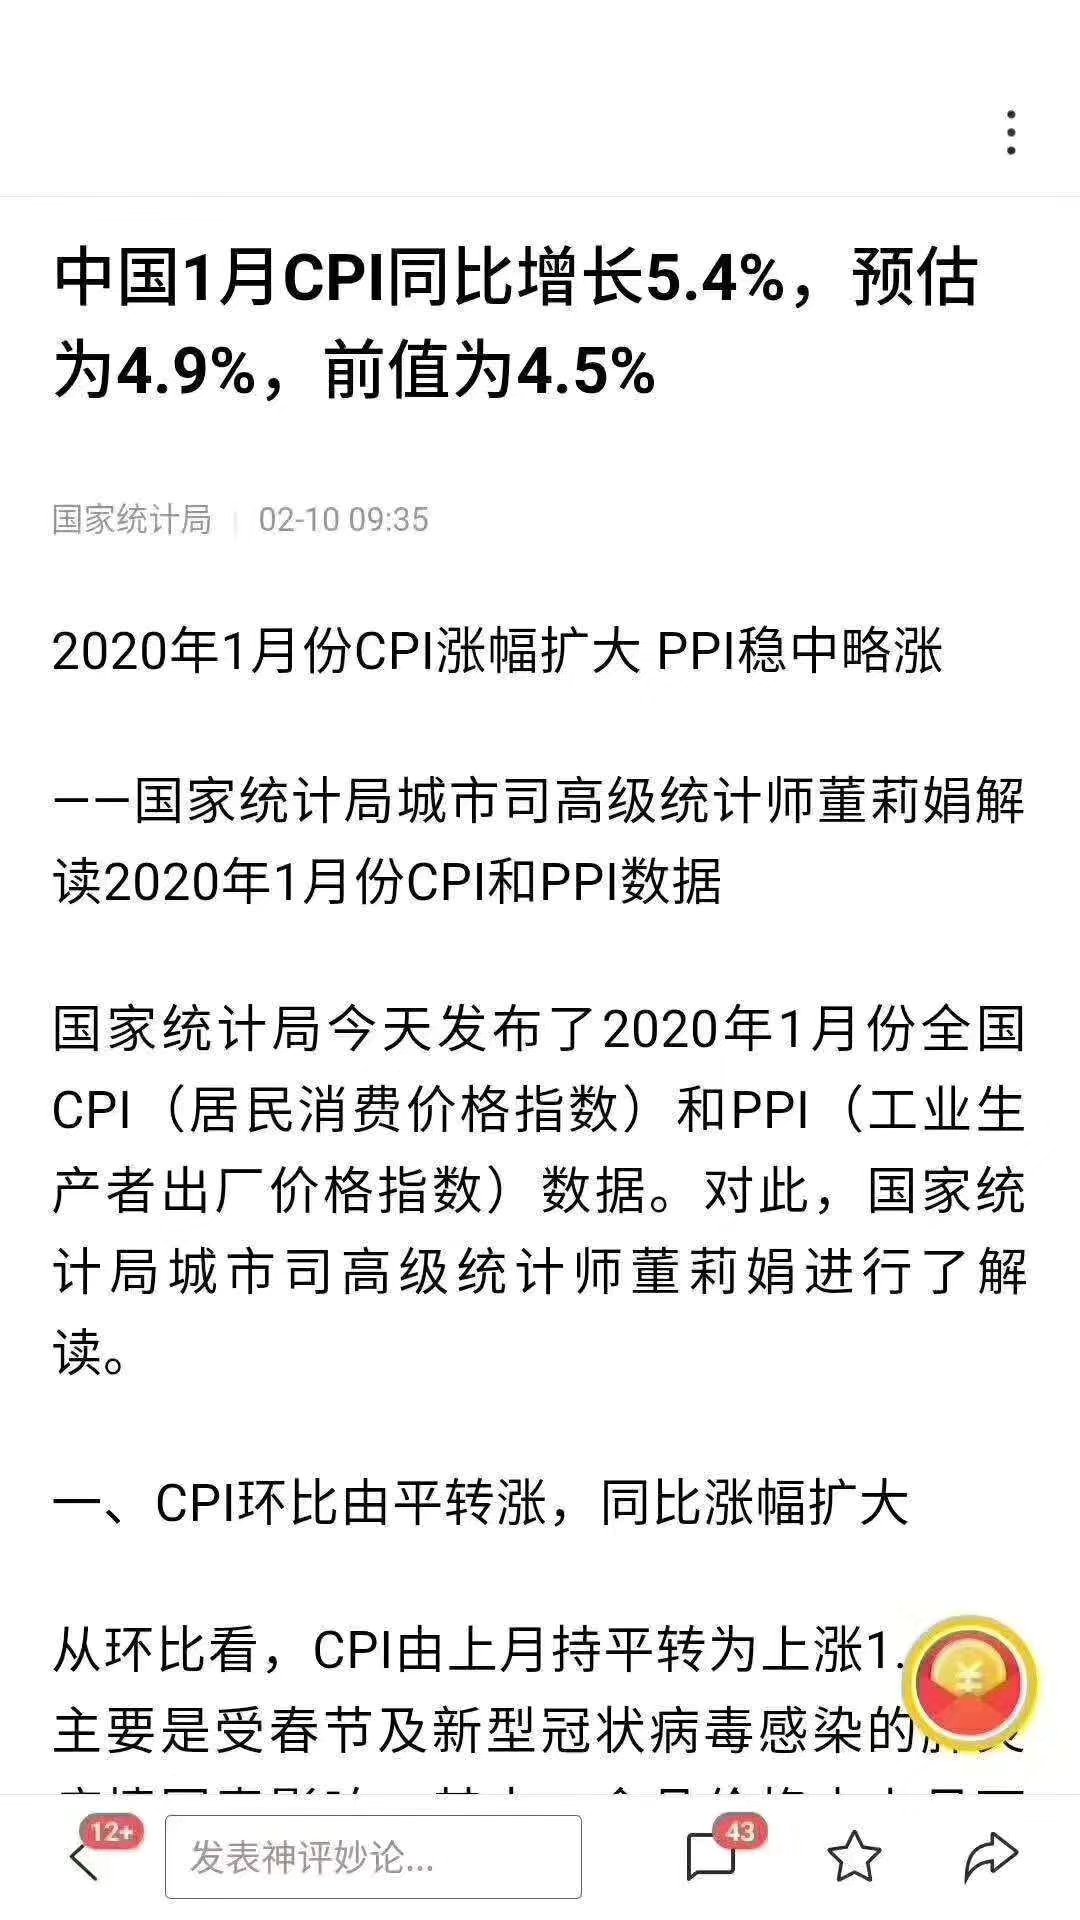 中国1月CPI同比增长5.4%，预估
为4.9%，前值为4.5%
国家统计局 02-10 09:35
2020年1月份CPI涨幅扩大 PPI稳中略涨
——国家统计局城市司高级统计师董莉娟解
读2020年1月份CPI和PPI数据
国家统计局今天发布了2020年1月份全国
CPI（居民消费价格指数）和PPI（工业生
产者出厂价格指数）数据。对此，国家统
计局城市司高级统计师董莉娟进行了解
读。
一、CPI环比由平转涨，同比涨幅扩大
从环比看，CPI由上月持平转为上涨1.
¥
主要是受春节及新型冠状病毒感染的
12+
发表神评妙论...
43